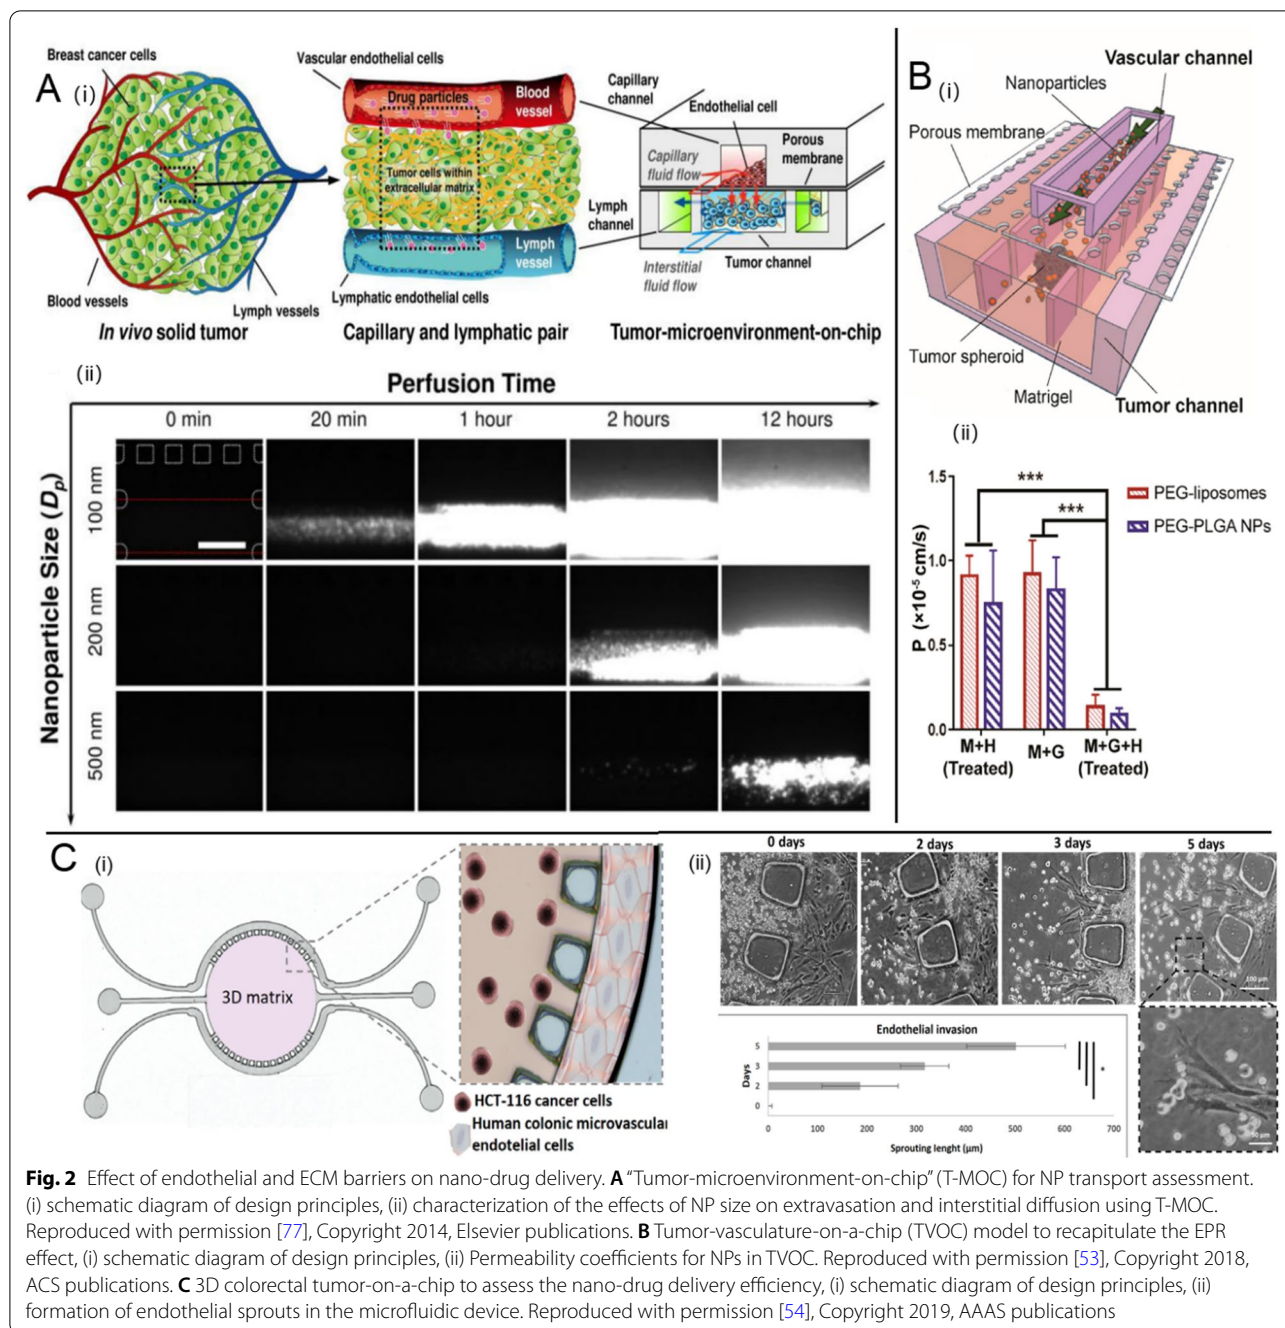 A
(i)
Breast cancer cells
Blood vessels
Lymph vessels
In vivo solid tumor
Vascular endothelial cells
Drug particles
Blood
vessel
Tumor cells within
extracellular matrix
Lymph
vessel
Lymphatic endothelial cells
Capillary and lymphatic pair
Capillary
channel
Endothelial cell
Porous
membrane
Capillary
fluid flow
Lymph
channel
Interstitial
fluid flow
Tumor channel
Tumor-microenvironment-on-chip
(ii)
Perfusion Time
0 min
20 min
1 hour
2 hours
12 hours
Nanoparticle Size (Dp)
100 nm
200 nm
500 nm
B
(i)
Vascular channel
Nanoparticles
Porous membrane
Tumor spheroid
Matrigel
Tumor channel
(ii)
P (×10-5 cm/s)
1.5
1.0
0.5
0.0
***
***
PEG-liposomes
PEG-PLGA NPs
M+H
(Treated)
M+G
M+G+H
(Treated)
C
(i)
3D matrix
HCT-116 cancer cells
Human colonic microvascular
endotelial cells
(ii)
0 days
2 days
3 days
5 days
100 µm
50 µm
Endothelial invasion
Days
5
3
2
0
*
0 100 200 300 400 500 600 700
Sprouting lenght (µm)
Fig. 2 Effect of endothelial and ECM barriers on nano-drug delivery. A "Tumor-microenvironment-on-chip" (T-MOC) for NP transport assessment.
(i) schematic diagram of design principles, (ii) characterization of the effects of NP size on extravasation and interstitial diffusion using T-MOC.
Reproduced with permission [77], Copyright 2014, Elsevier publications. B Tumor-vasculature-on-a-chip (TVOC) model to recapitulate the EPR
effect, (i) schematic diagram of design principles, (ii) Permeability coefficients for NPs in TVOC. Reproduced with permission [53], Copyright 2018,
ACS publications. C 3D colorectal tumor-on-a-chip to assess the nano-drug delivery efficiency, (i) schematic diagram of design principles, (ii)
formation of endothelial sprouts in the microfluidic device. Reproduced with permission [54], Copyright 2019, AAAS publications